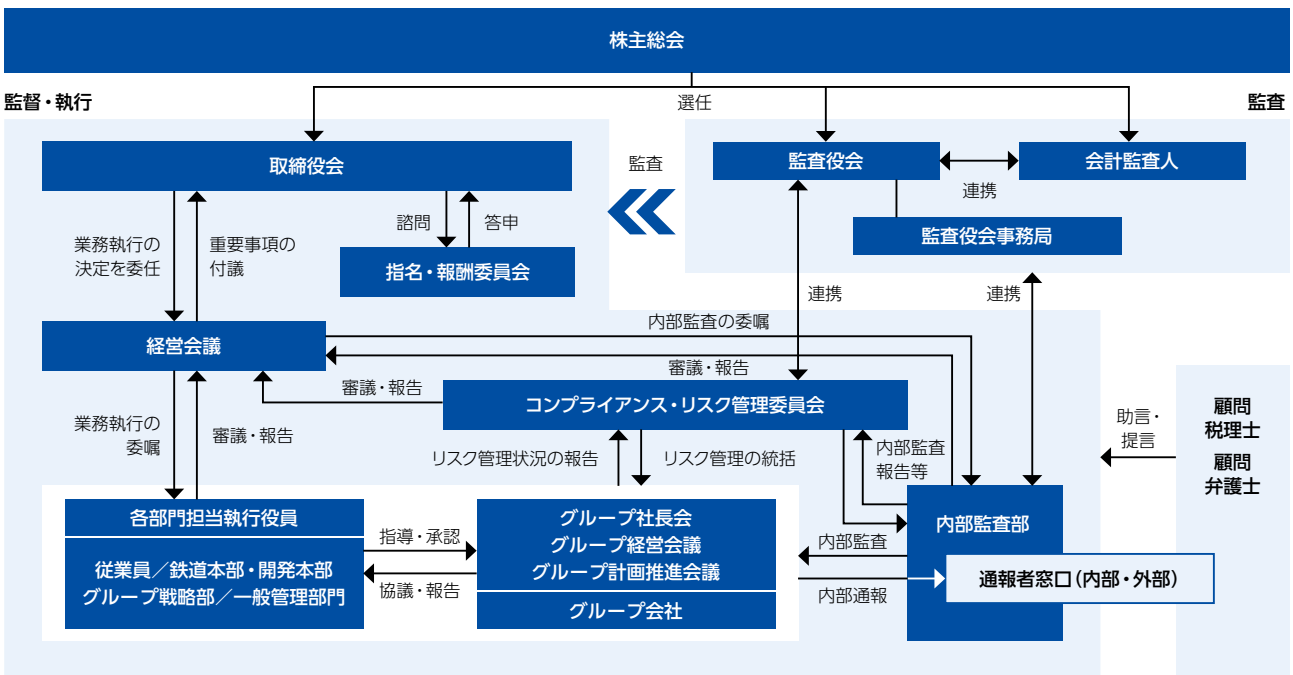 株主総会
監督・執行
選任
監査
取締役会
監査
監査役会
連携
会計監査人
諮問
答申
監査役会事務局
業務執行の
決定を委任
重要事項の
付議
指名・報酬委員会
連携
連携
経営会議
内部監査の委嘱
審議・報告
審議・報告
コンプライアンス・リスク管理委員会
業務執行の
委嘱
審議・報告
リスク管理状況の報告
リスク管理の統括
内部監査
報告等
助言・
提言
顧問
税理士
顧問
弁護士
各部門担当執行役員
従業員／鉄道本部・開発本部
グループ戦略部／一般管理部門
指導・承認
協議・報告
グループ社長会
グループ経営会議
グループ計画推進会議
グループ会社
内部監査
内部通報
内部監査部
通報者窓口（内部・外部）